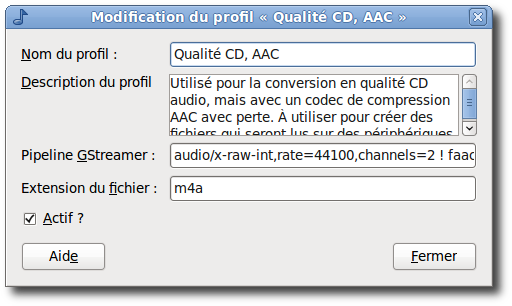 Modification du profil « Qualité CD, AAC »
Nom du profil : Qualité CD, AAC
Description du profil
Utilisé pour la conversion en qualité CD
audio, mais avec un codec de compression
AAC avec perte. À utiliser pour créer des
fichiers qui seront lus sur des périphériques
Pipeline GStreamer : audio/x-raw-int,rate=44100,channels=2 ! faac
Extension du fichier : m4a
Actif ?
Aide Fermer